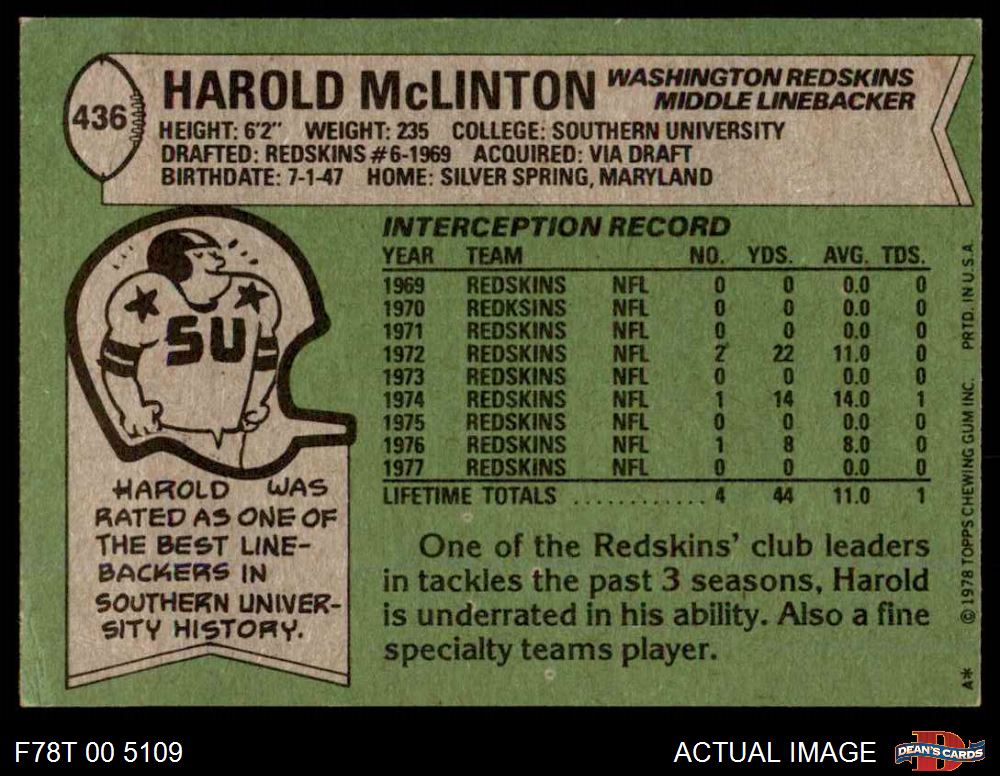 436
HAROLD McLINTON
WASHINGTON REDSKINS
MIDDLE LINEBACKER
HEIGHT: 6'2" WEIGHT: 235 COLLEGE: SOUTHERN UNIVERSITY
DRAFTED: REDSKINS #6-1969 ACQUIRED: VIA DRAFT
BIRTHDATE: 7-1-47 HOME: SILVER SPRING, MARYLAND
SU
HAROLD WAS
RATED AS ONE OF
THE BEST LINE-
BACKERS IN
SOUTHERN UNIVER-
SITY HISTORY.
INTERCEPTION RECORD
YEAR TEAM NO. YDS. AVG. TDS.
1969 REDSKINS NFL 0 0 0.0 0
1970 REDKSINS NFL 0 0 0.0 0
1971 REDSKINS NFL 0 0 0.0 0
1972 REDSKINS NFL 2 22 11.0 0
1973 REDSKINS NFL 0 0 0.0 0
1974 REDSKINS NFL 1 14 14.0 1
1975 REDSKINS NFL 0 0 0.0 0
1976 REDSKINS NFL 1 8 8.0 0
1977 REDSKINS NFL 0 0 0.0 0
LIFETIME TOTALS ............ 4 44 11.0 1
One of the Redskins' club leaders
in tackles the past 3 seasons, Harold
is underrated in his ability. Also a fine
specialty teams player.
A* © 1978 TOPPS CHEWING GUM INC. PRTD. IN U.S.A.
F78T 00 5109
ACTUAL IMAGE
DEAN'S CARDS